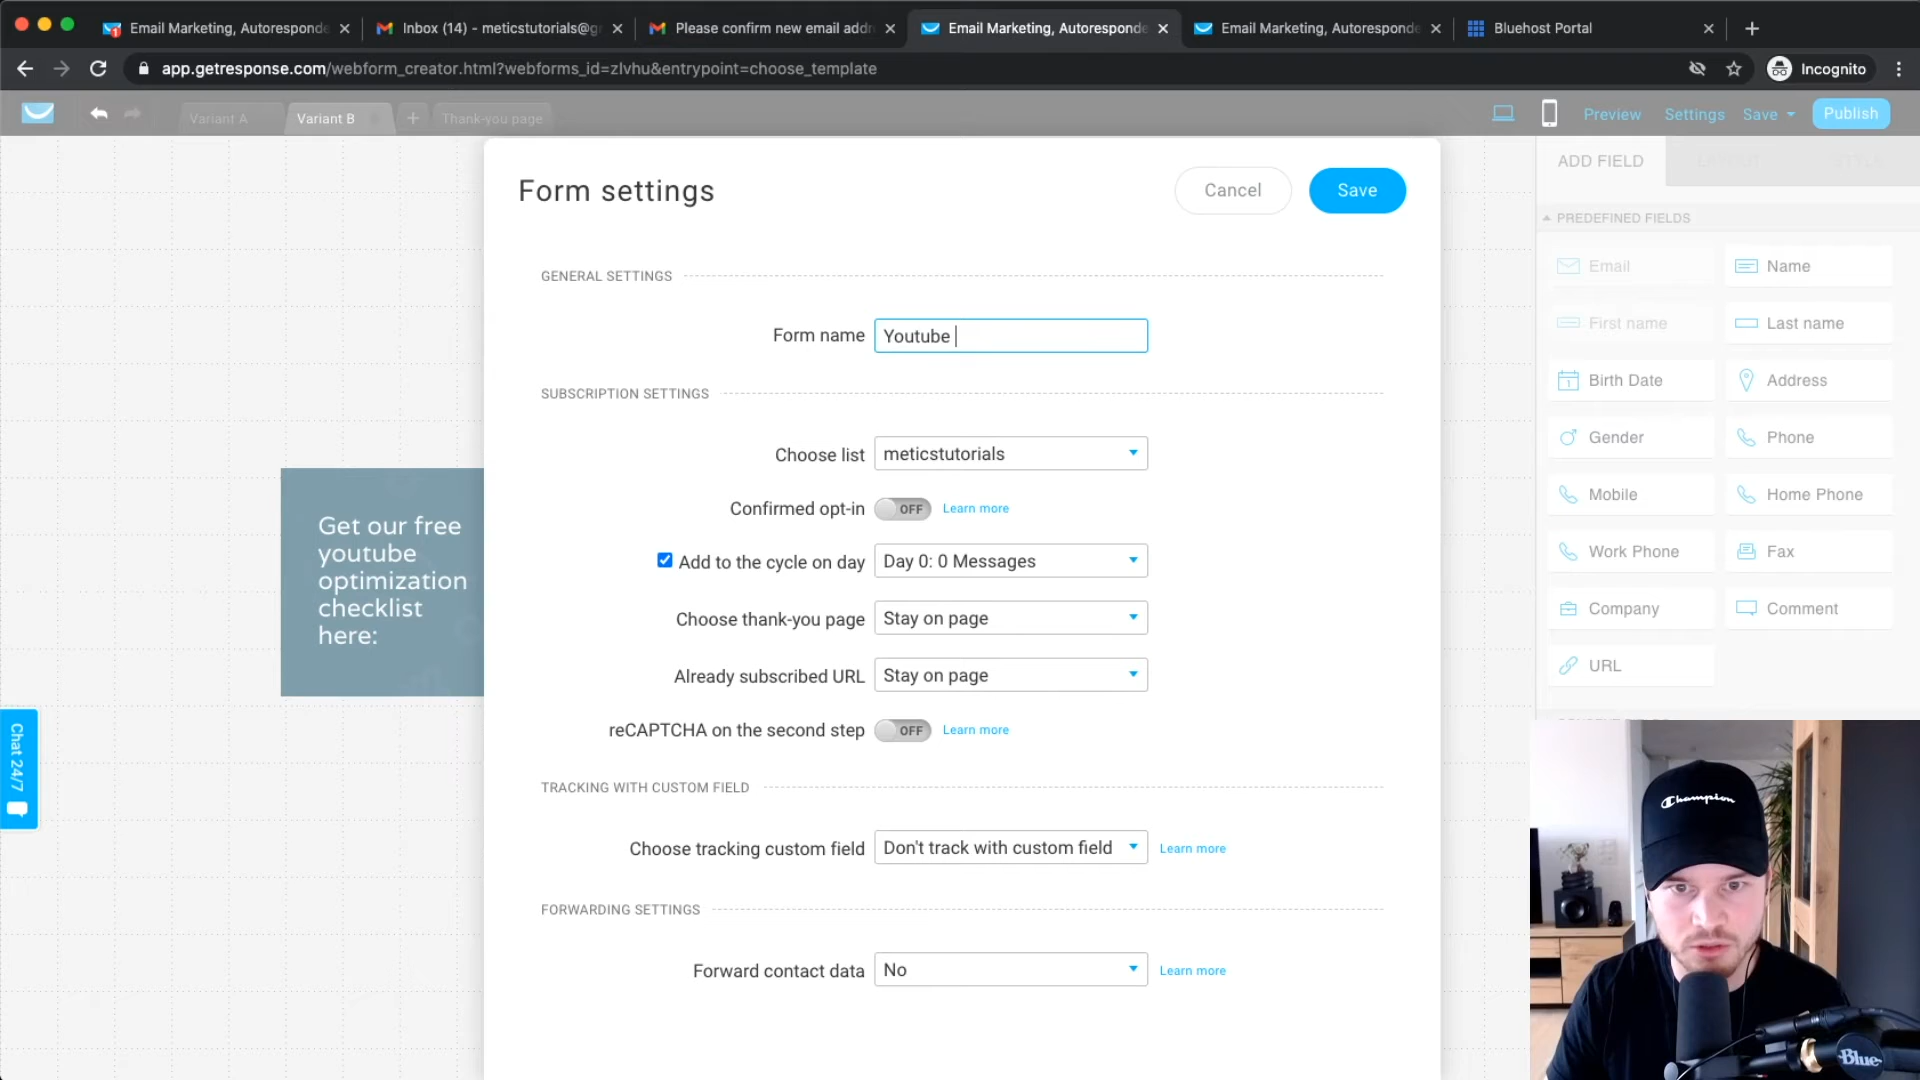 Email Marketing, Autoresponde
Inbox (14) - meticstutorials@g
Please confirm new email addr
Email Marketing, Autoresponde
Email Marketing, Autoresponde
Bluehost Portal
app.getresponse.com/webform_creator.html?webforms_id=zlvhu&entrypoint=choose_template
Incognito
Variant A
Variant B
Thank-you page
Preview
Settings
Save
Publish
Form settings
Cancel
Save
GENERAL SETTINGS
Form name
Youtube
SUBSCRIPTION SETTINGS
Choose list
meticstutorials
Confirmed opt-in
OFF
Learn more
Add to the cycle on day
Day 0: 0 Messages
Choose thank-you page
Stay on page
Already subscribed URL
Stay on page
reCAPTCHA on the second step
OFF
Learn more
TRACKING WITH CUSTOM FIELD
Choose tracking custom field
Don't track with custom field
Learn more
FORWARDING SETTINGS
Forward contact data
No
Learn more
Get our free
youtube
optimization
checklist
here:
Chat 24/7
ADD FIELD
LAYOUT
STYLE
PREDEFINED FIELDS
Email
Name
First name
Last name
Birth Date
Address
Gender
Phone
Mobile
Home Phone
Work Phone
Fax
Company
Comment
URL
Champion
Blue